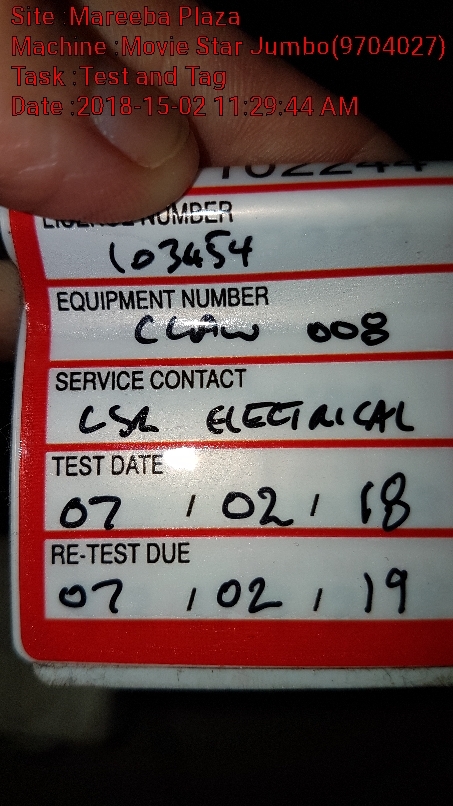 Site :Mareeba Plaza
Machine :Movie Star Jumbo(9704027)
Task :Test and Tag
Date :2018-15-02 11:29:44 AM
NUMBER
103454
EQUIPMENT NUMBER
CLAW 008
SERVICE CONTACT
CSR ELECTRICAL
TEST DATE
07 / 02 / 18
RE-TEST DUE
07 / 02 / 19